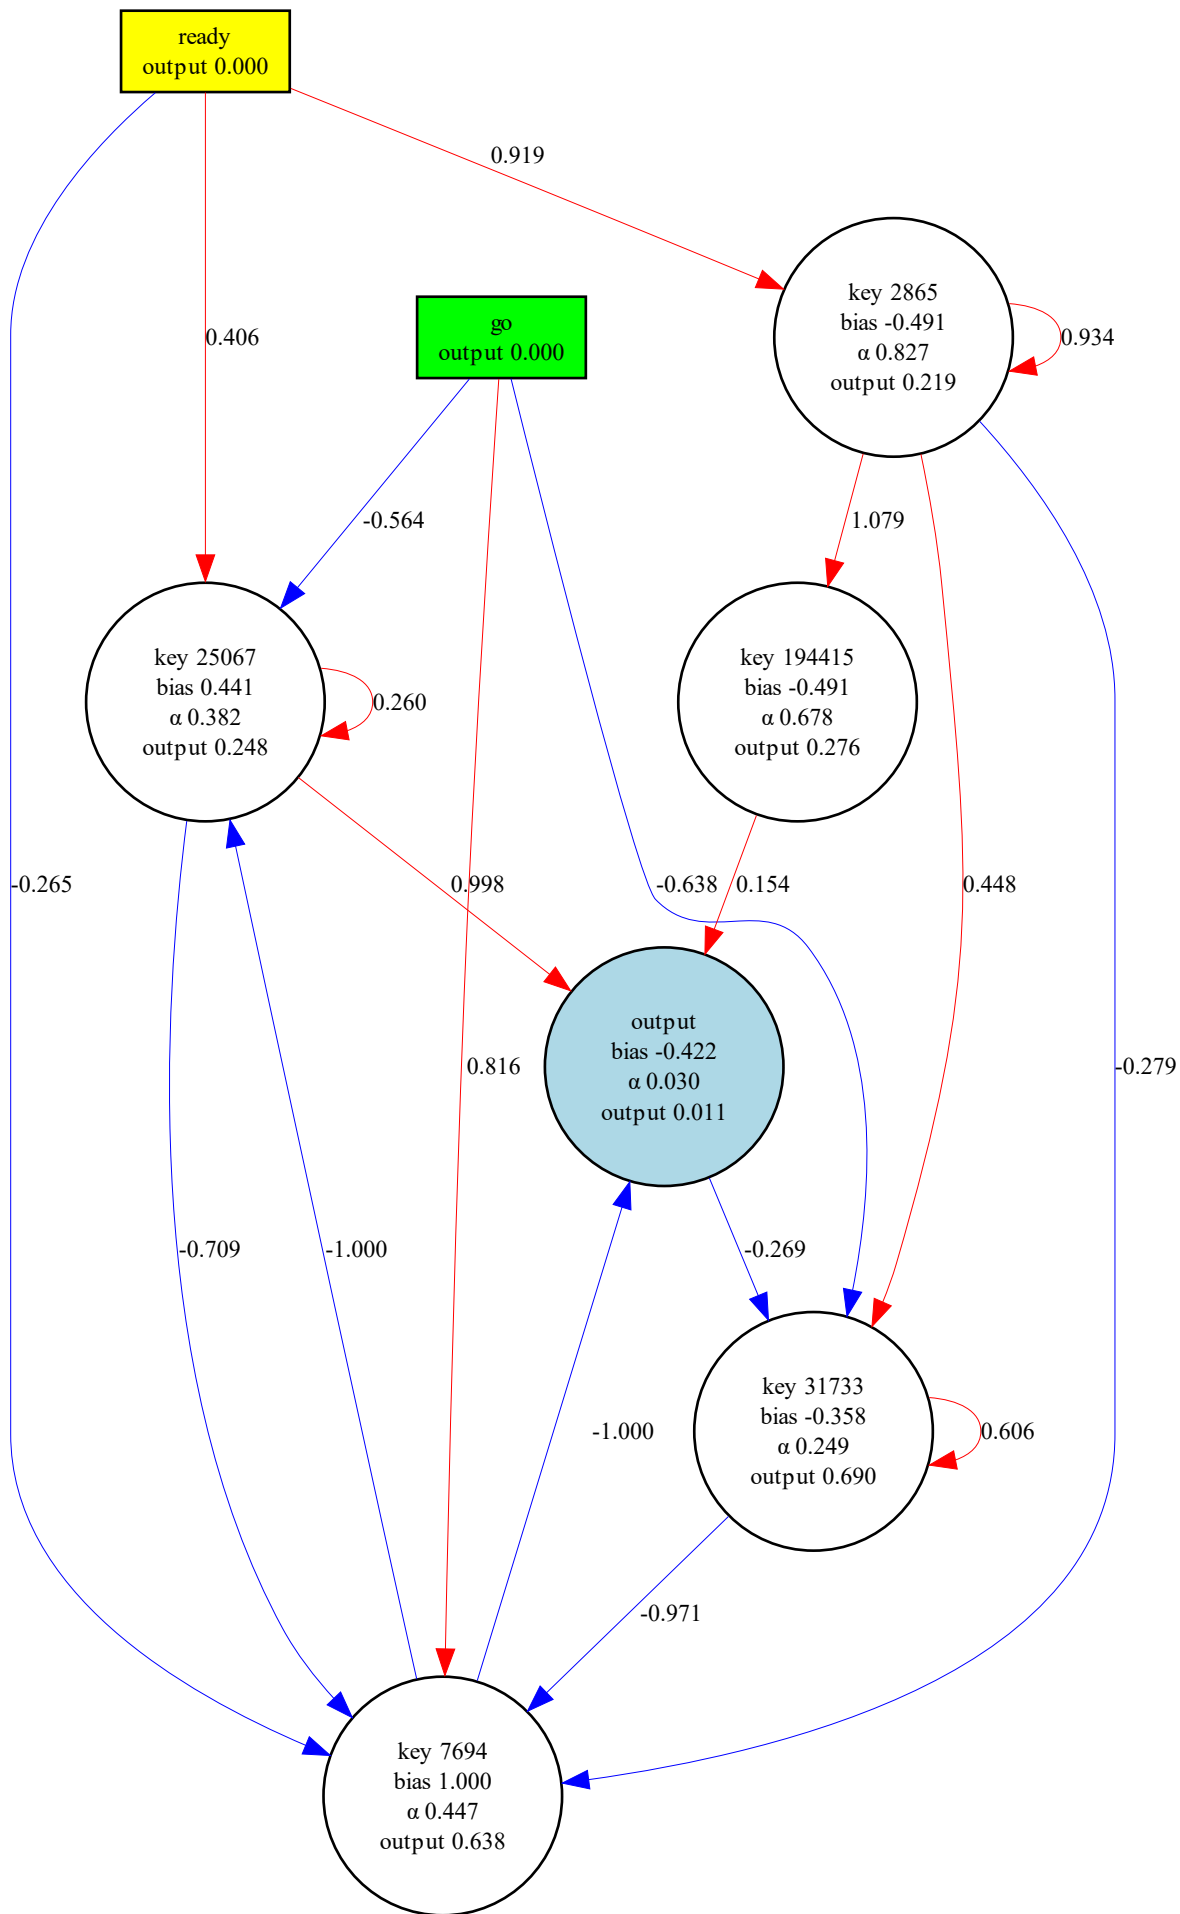 ready
output 0.000
0.919
key 2865
bias -0.491
α 0.827
output 0.219
0.934
0.406
go
output 0.000
-0.564
1.079
key 25067
bias 0.441
α 0.382
output 0.248
0.260
key 194415
bias -0.491
α 0.678
output 0.276
-0.265
0.998
-0.638
0.154
0.448
output
bias -0.422
α 0.030
output 0.011
0.816
-0.279
-0.709
-1.000
-0.269
-1.000
key 31733
bias -0.358
α 0.249
output 0.690
0.606
-0.971
key 7694
bias 1.000
α 0.447
output 0.638